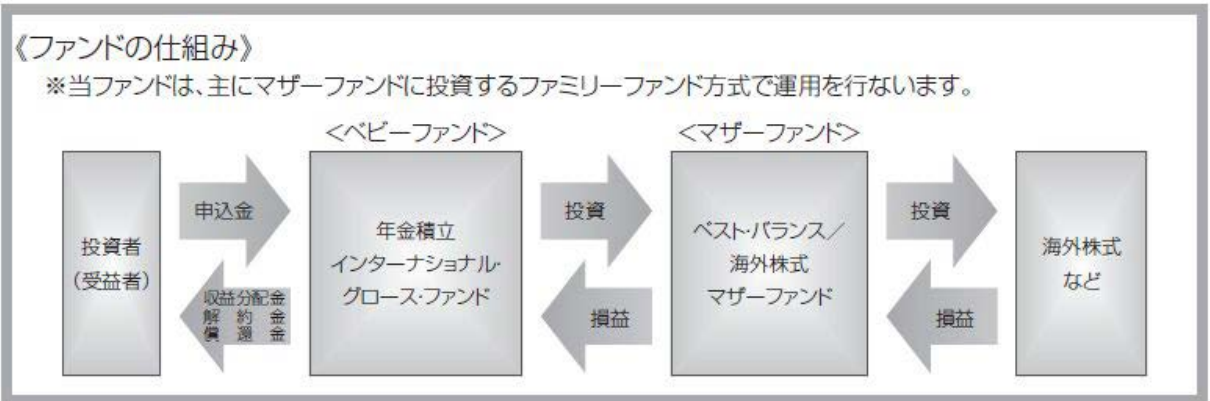 《ファンドの仕組み》
※当ファンドは、主にマザーファンドに投資するファミリーファンド方式で運用を行ないます。
<ベビーファンド>
<マザーファンド>
投資者
（受益者）
申込金
収益分配金
解約金
償還金
年金積立
インターナショナル・
グロース・ファンド
投資
損益
ベスト・バランス／
海外株式
マザーファンド
投資
損益
海外株式
など